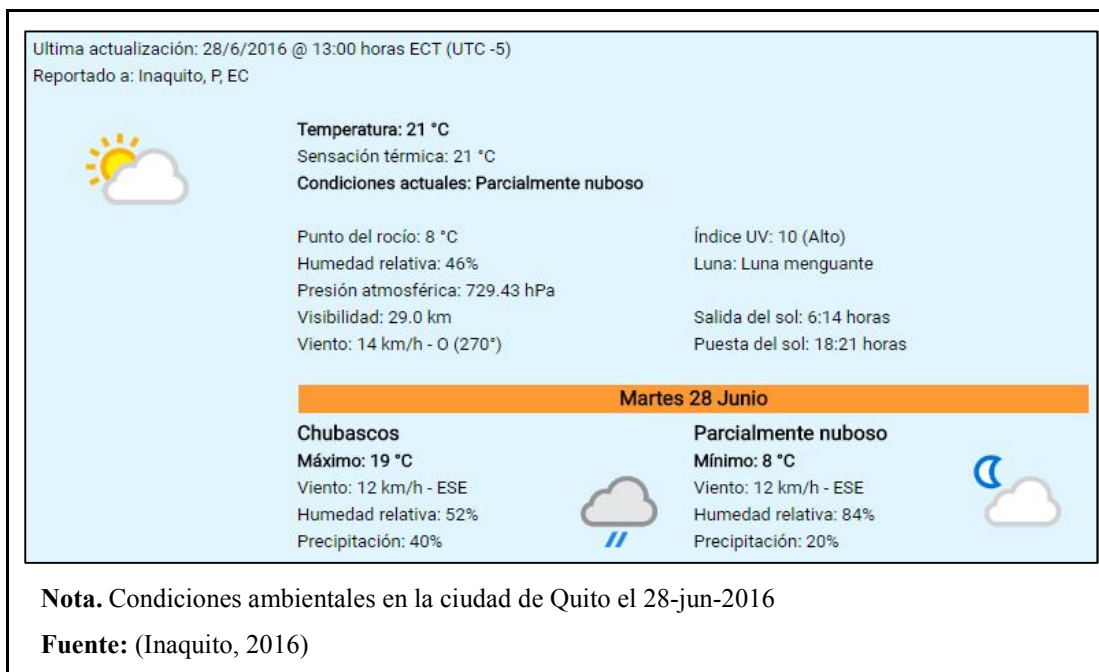 Ultima actualización: 28/6/2016 @ 13:00 horas ECT (UTC -5)
Reportado a: Inaquito, P, EC
Temperatura: 21 °C
Sensación térmica: 21 °C
Condiciones actuales: Parcialmente nuboso
Punto del rocío: 8 °C
Humedad relativa: 46%
Presión atmosférica: 729.43 hPa
Visibilidad: 29.0 km
Viento: 14 km/h - O (270°)
Índice UV: 10 (Alto)
Luna: Luna menguante
Salida del sol: 6:14 horas
Puesta del sol: 18:21 horas
Martes 28 Junio
Chubascos
Máximo: 19 °C
Viento: 12 km/h - ESE
Humedad relativa: 52%
Precipitación: 40%
Parcialmente nuboso
Mínimo: 8 °C
Viento: 12 km/h - ESE
Humedad relativa: 84%
Precipitación: 20%
Nota. Condiciones ambientales en la ciudad de Quito el 28-jun-2016
Fuente: (Inaquito, 2016)